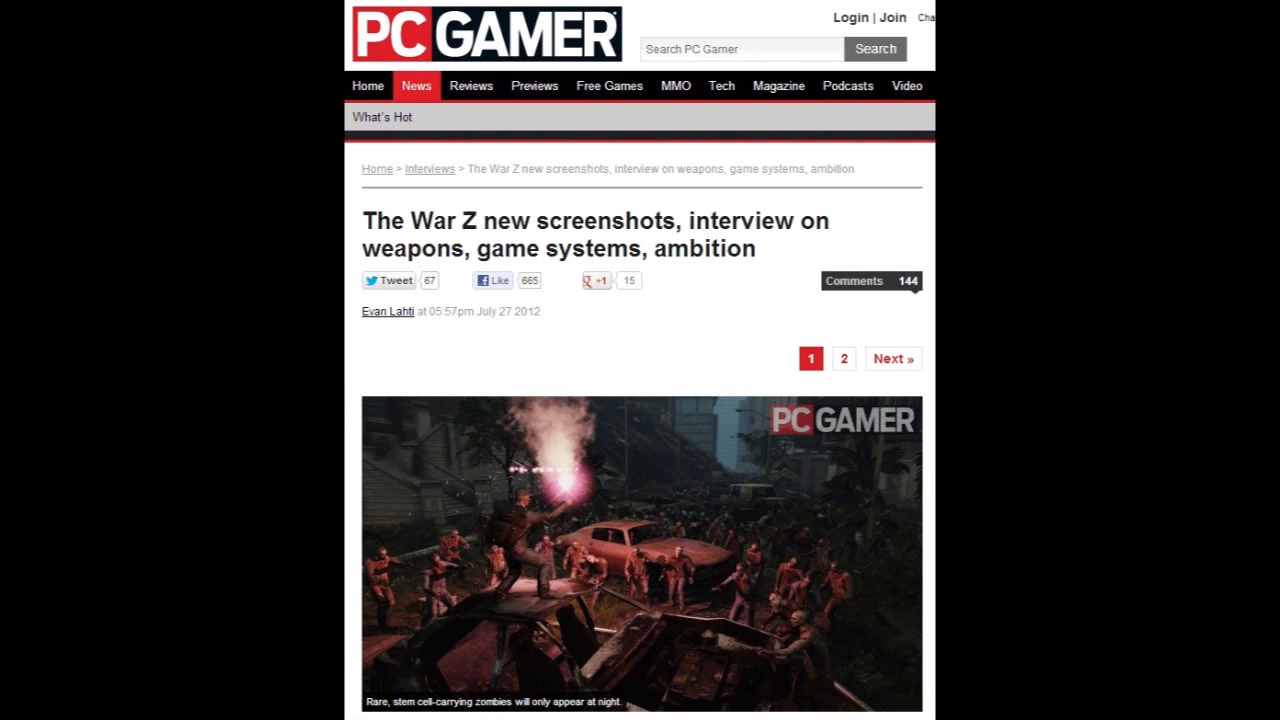 PC GAMER
Login | Join Cha
Search PC Gamer Search
Home News Reviews Previews Free Games MMO Tech Magazine Podcasts Video
What's Hot
Home > Interviews > The War Z new screenshots, interview on weapons, game systems, ambition
The War Z new screenshots, interview on
weapons, game systems, ambition
Tweet 67 Like 665 +1 15 Comments 144
Evan Lahti at 05:57pm July 27 2012
1 2 Next »
PC GAMER
Rare, stem cell-carrying zombies will only appear at night.